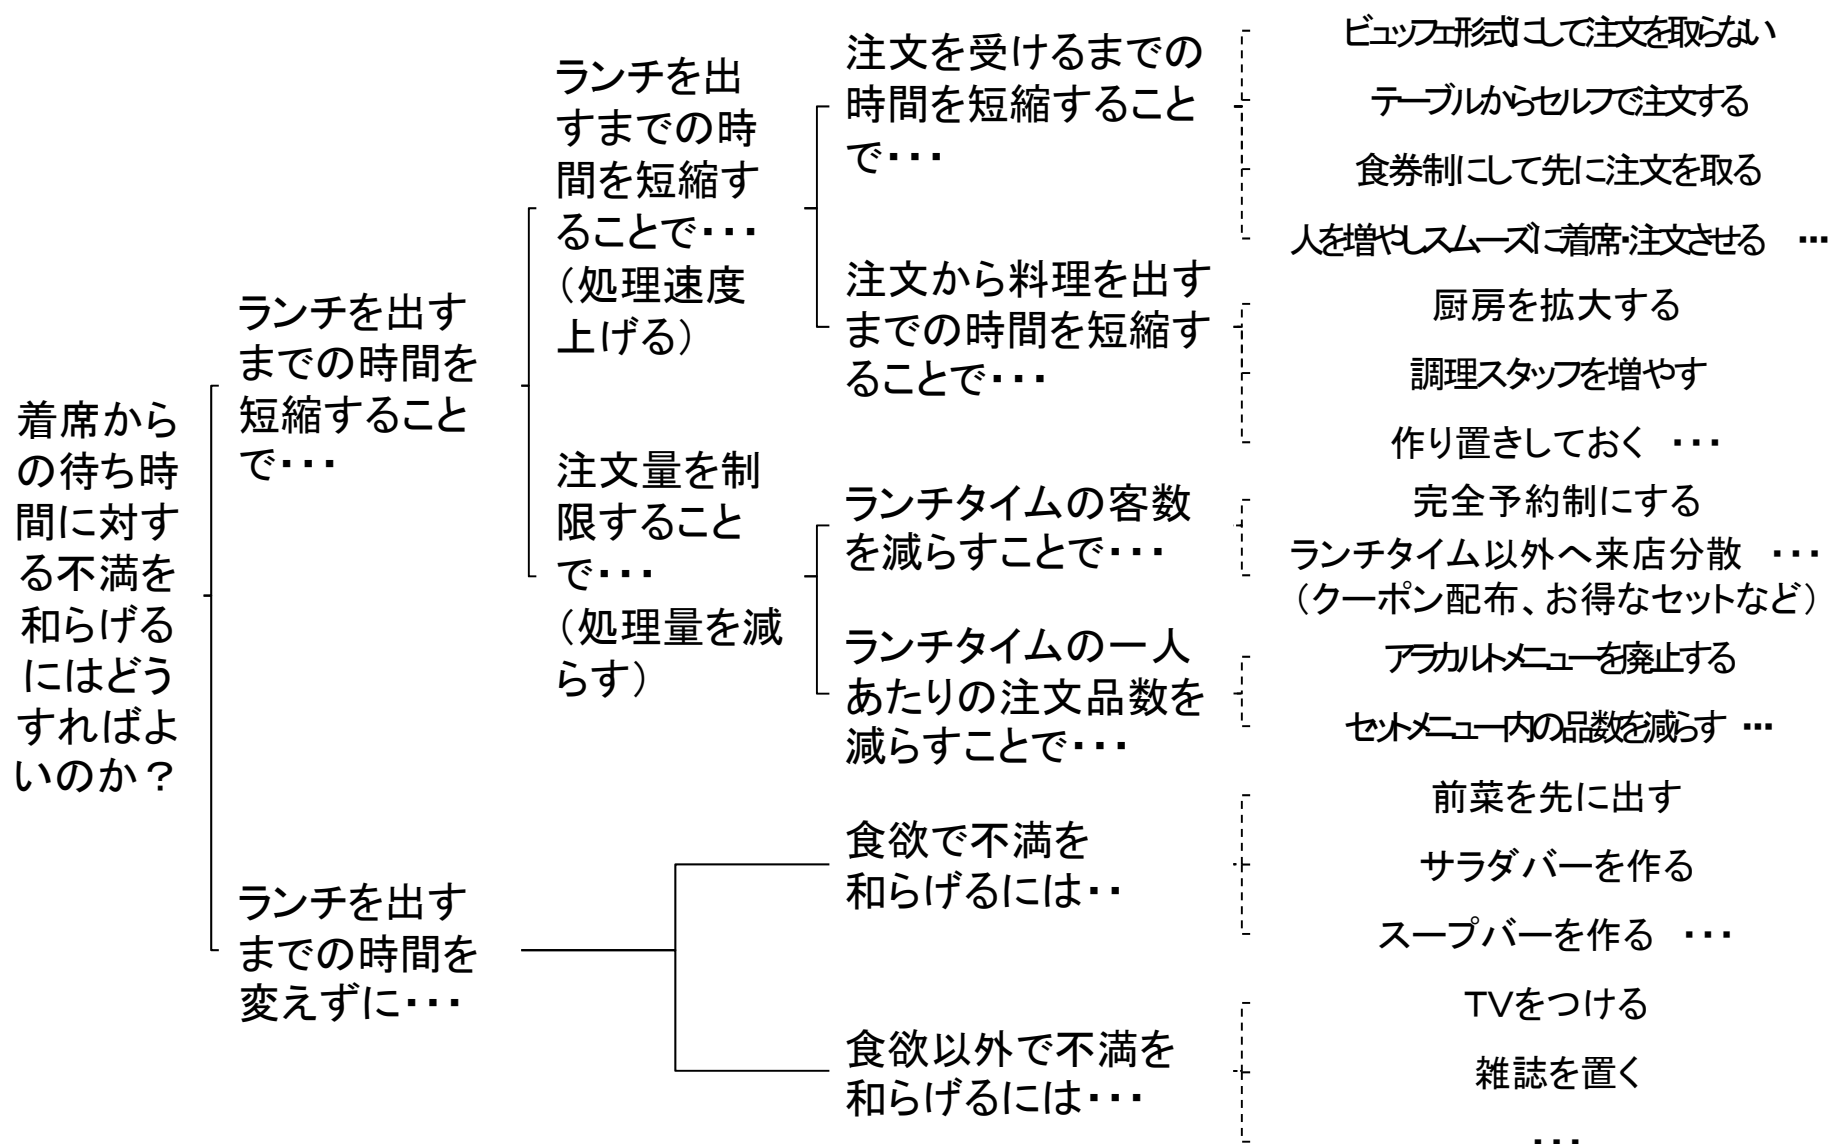 着席から
の待ち時
間に対す
る不満を
和らげる
にはどう
すればよ
いのか？
ランチを出す
までの時間を
短縮すること
で・・・
ランチを出
すまでの時
間を短縮す
ることで・・・
（処理速度
上げる）
注文を受けるまでの
時間を短縮すること
で・・・
ビュッフェ形式にして注文を取らない
テーブルからセルフで注文する
食券制にして先に注文を取る
人を増やしスムーズに着席・注文させる　・・・
注文から料理を出す
までの時間を短縮す
ることで・・・
厨房を拡大する
調理スタッフを増やす
作り置きしておく　・・・
注文量を制
限すること
で・・・
（処理量を減
らす）
ランチタイムの客数
を減らすことで・・・
完全予約制にする
ランチタイム以外へ来店分散　・・・
（クーポン配布、お得なセットなど）
ランチタイムの一人
あたりの注文品数を
減らすことで・・・
アラカルトメニューを廃止する
セットメニュー内の品数を減らす　・・・
ランチを出す
までの時間を
変えずに・・・
食欲で不満を
和らげるには・・
前菜を先に出す
サラダバーを作る
スープバーを作る　・・・
食欲以外で不満を
和らげるには・・・
TVをつける
雑誌を置く
・・・